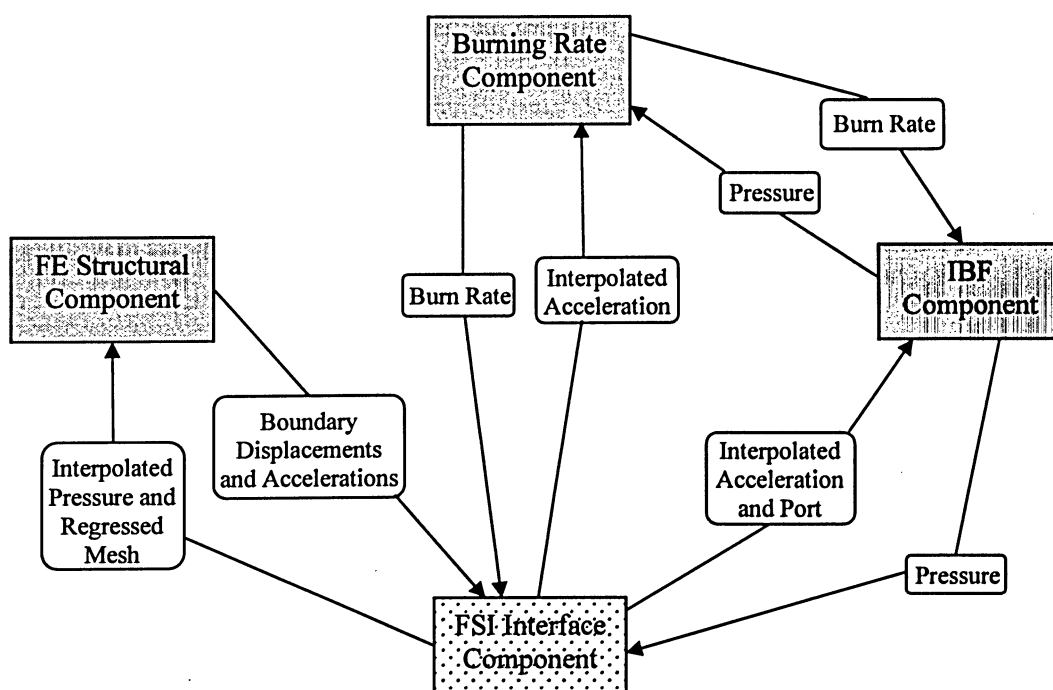 Burning Rate
Component
Burn Rate
Pressure
FE Structural
Component
IBF
Component
Burn Rate
Interpolated
Acceleration
Boundary
Displacements
and Accelerations
Interpolated
Pressure and
Regressed
Mesh
Interpolated
Acceleration
and Port
Pressure
FSI Interface
Component